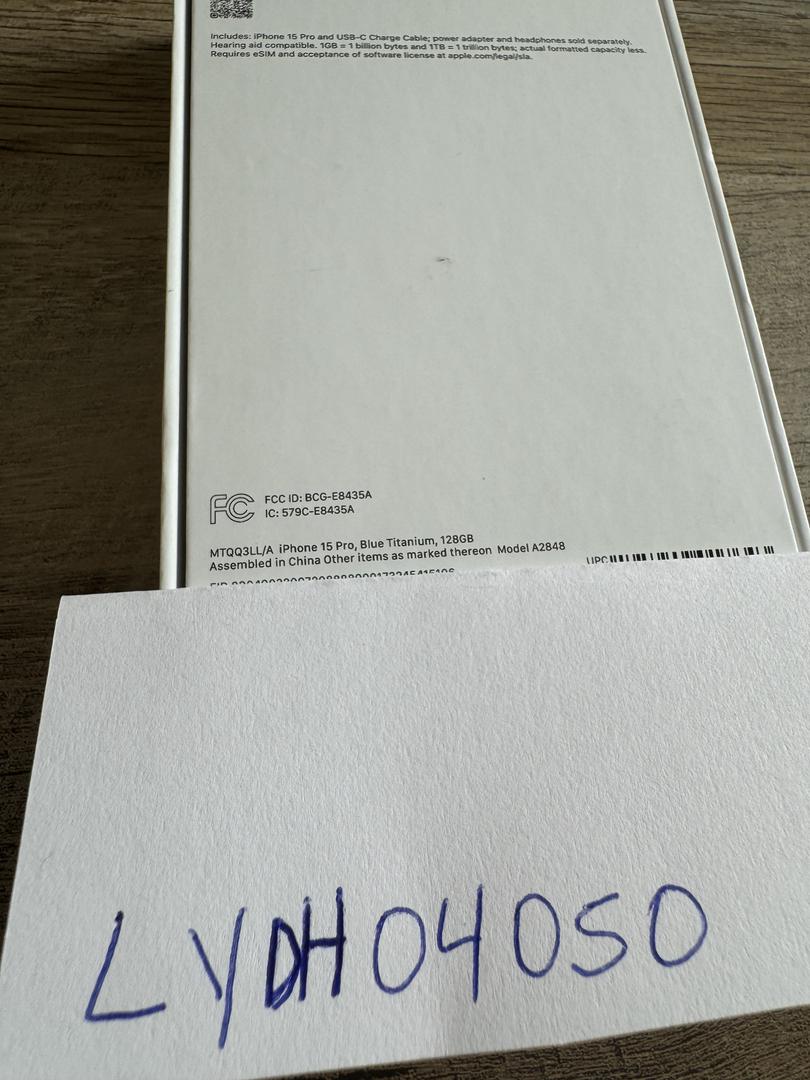 Includes: iPhone 15 Pro and USB-C Charge Cable; power adapter and headphones sold separately.
Hearing aid compatible. 1GB = 1 billion bytes and 1TB = 1 trillion bytes; actual formatted capacity less.
Requires eSIM and acceptance of software license at apple.com/legal/sla.
FC FCC ID: BCG-E8435A
IC: 579C-E8435A
MTQQ3LL/A iPhone 15 Pro, Blue Titanium, 128GB
Assembled in China Other items as marked thereon Model A2848
UPC
LYDH04050